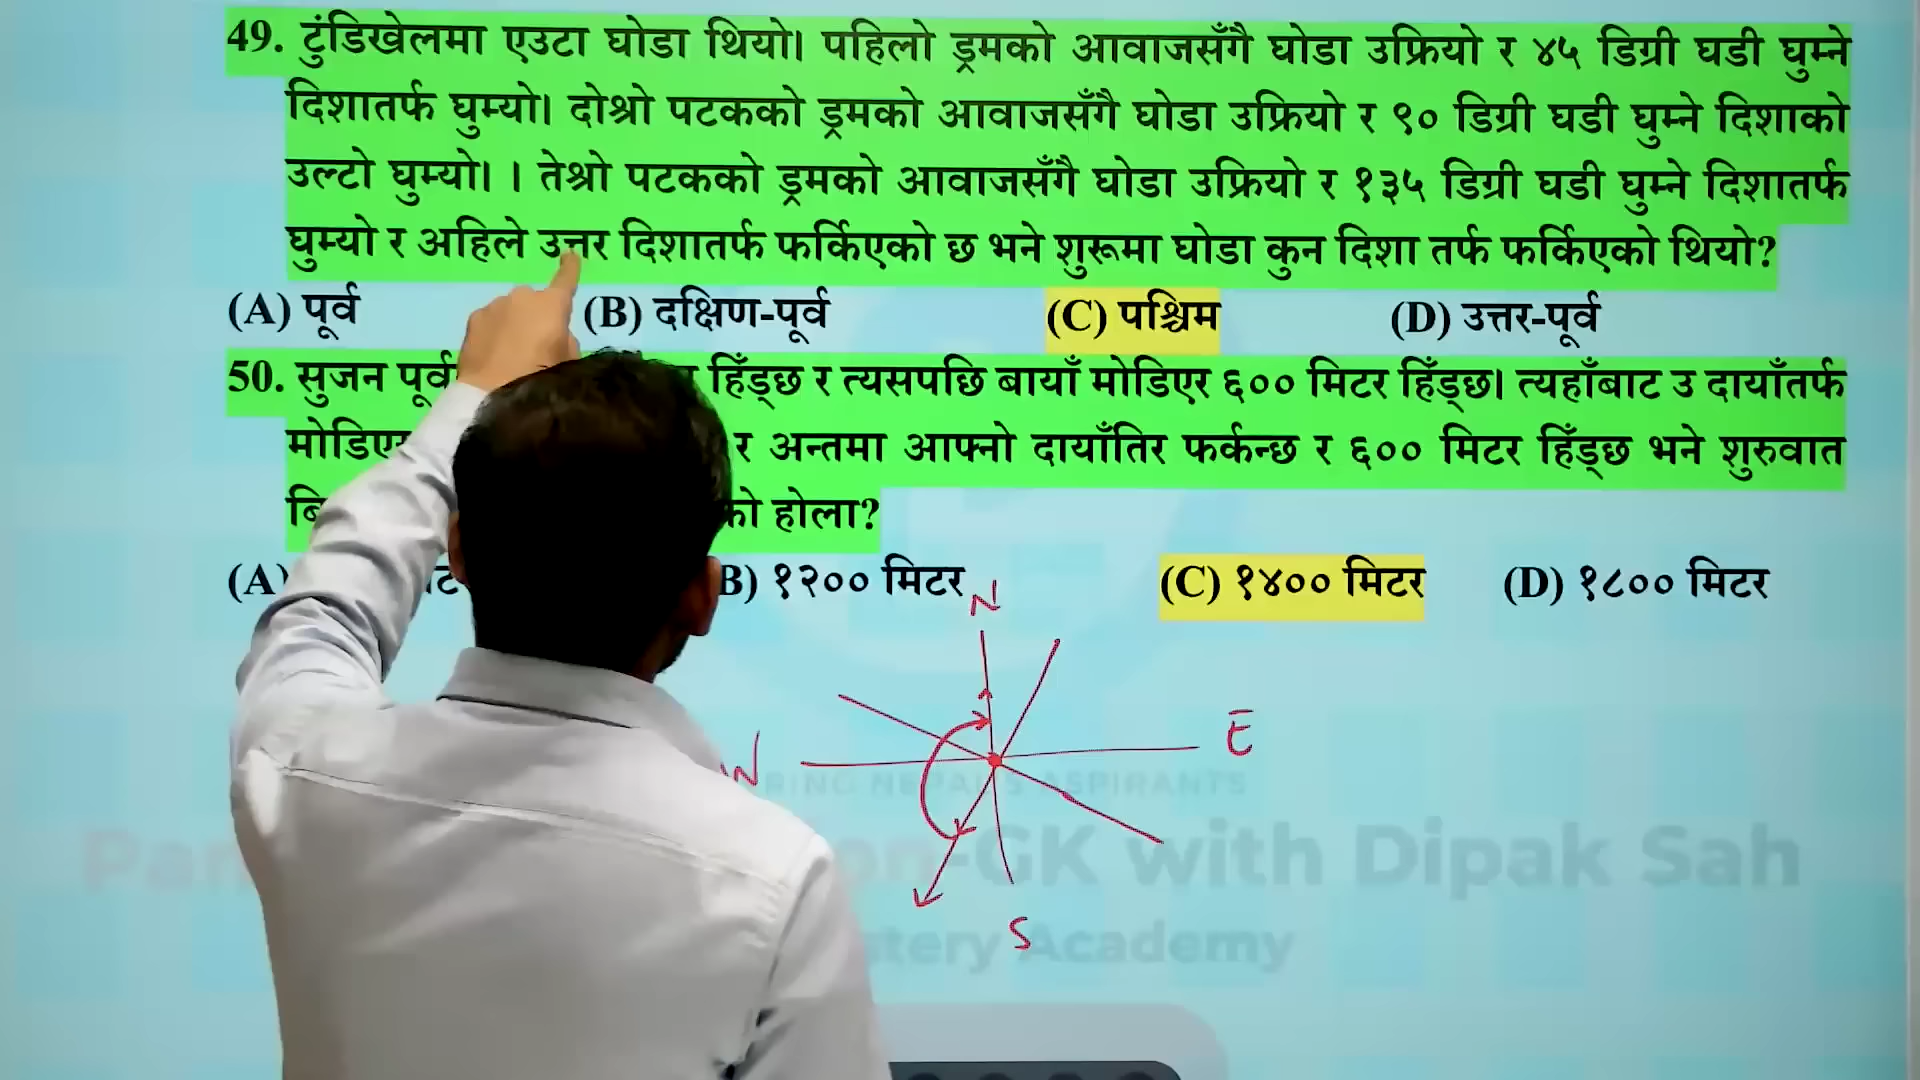 49. टुंडिखेलमा एउटा घोडा थियो। पहिलो ड्रमको आवाजसँगै घोडा उफ्रियो र ४५ डिग्री घडी घुम्ने
दिशातर्फ घुम्यो। दोश्रो पटकको ड्रमको आवाजसँगै घोडा उफ्रियो र ९० डिग्री घडी घुम्ने दिशाको
उल्टो घुम्यो। । तेश्रो पटकको ड्रमको आवाजसँगै घोडा उफ्रियो र १३५ डिग्री घडी घुम्ने दिशातर्फ
घुम्यो र अहिले उत्तर दिशातर्फ फर्किएको छ भने शुरूमा घोडा कुन दिशा तर्फ फर्किएको थियो?
(A) पूर्व (B) दक्षिण-पूर्व (C) पश्चिम (D) उत्तर-पूर्व
50. सुजन पूर्व हिँड्छ र त्यसपछि बायाँ मोडिएर ६०० मिटर हिँड्छ। त्यहाँबाट उ दायाँतर्फ
र अन्तमा आफ्नो दायाँतिर फर्कन्छ र ६०० मिटर हिँड्छ भने शुरुवात
होला?
(A) B) १२०० मिटर (C) १४०० मिटर (D) १८०० मिटर
N
E
W
ASPIRANTS
-GK with Dipak Sah
S
Academy